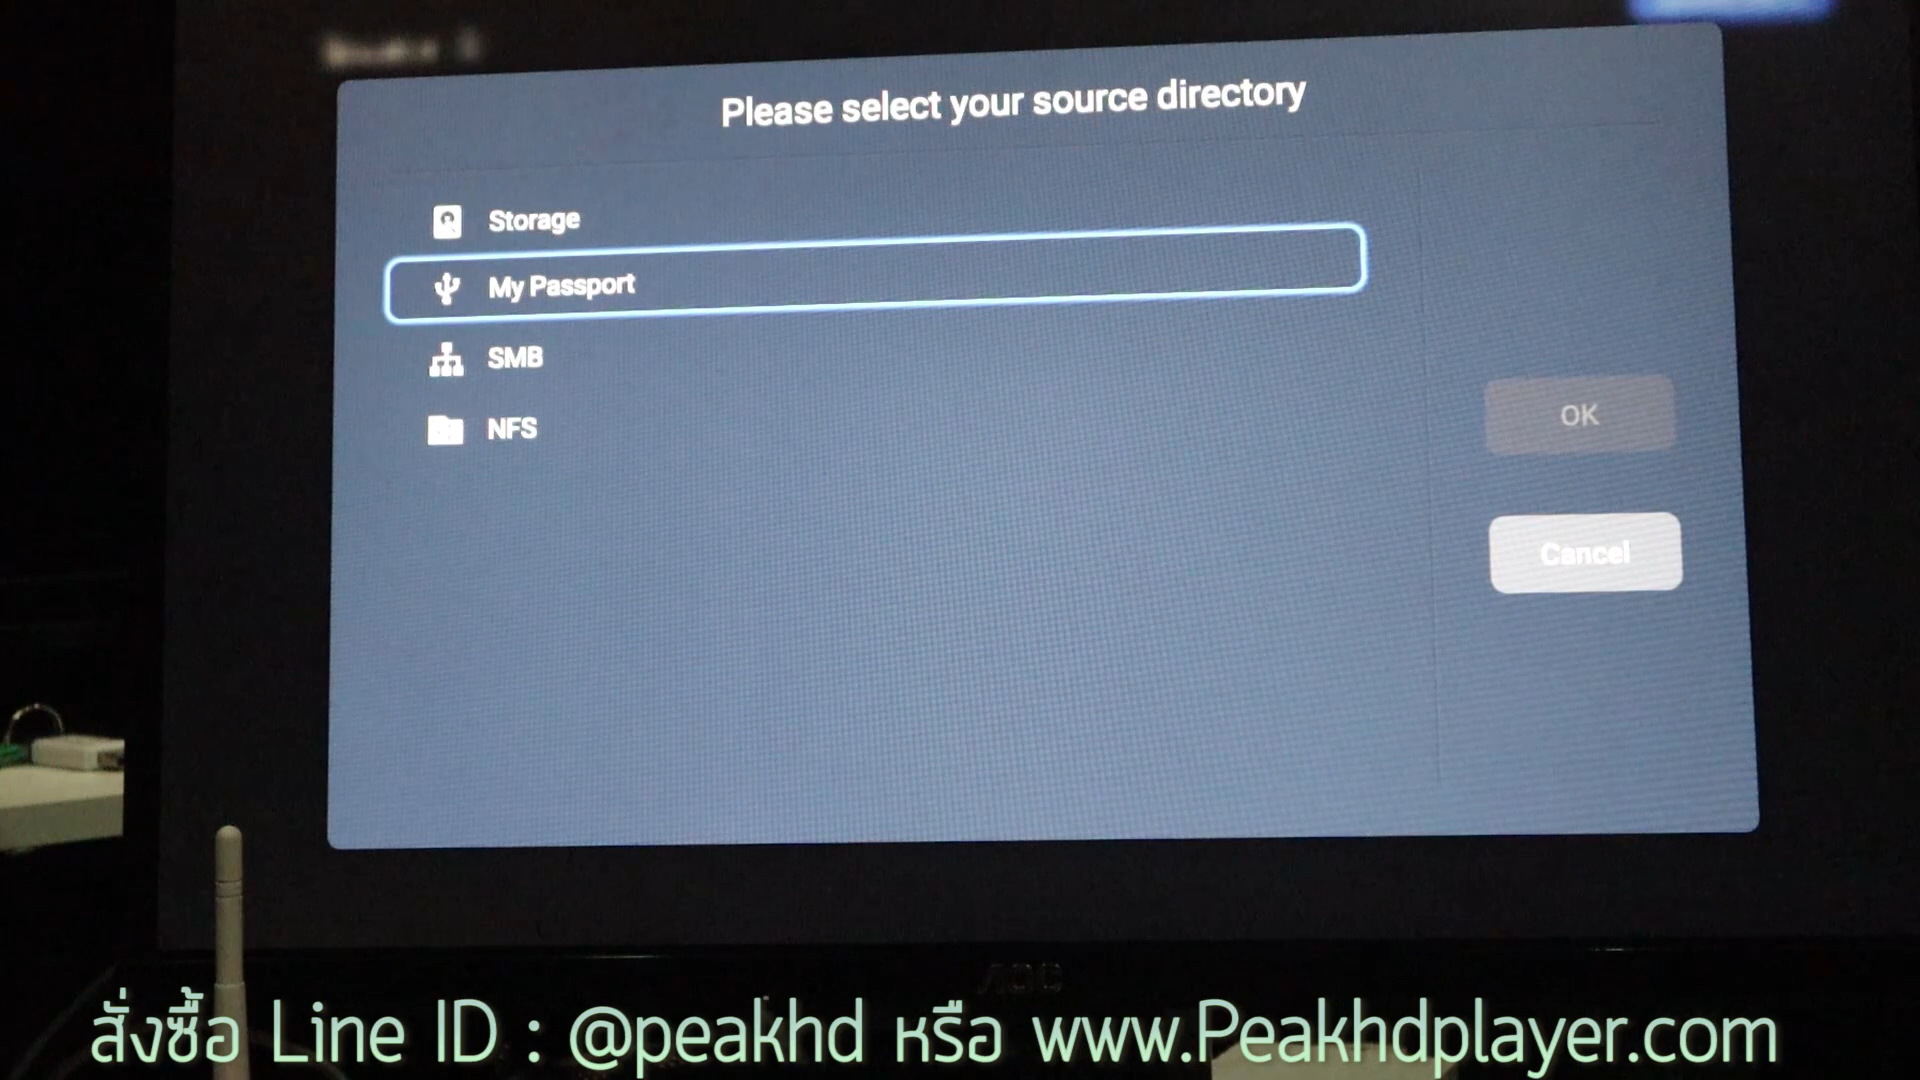 Please select your source directory
Storage
My Passport
SMB
NFS
OK
Cancel
AOC
สั่งซื้อ Line ID : @peakhd หรือ www.Peakhdplayer.com